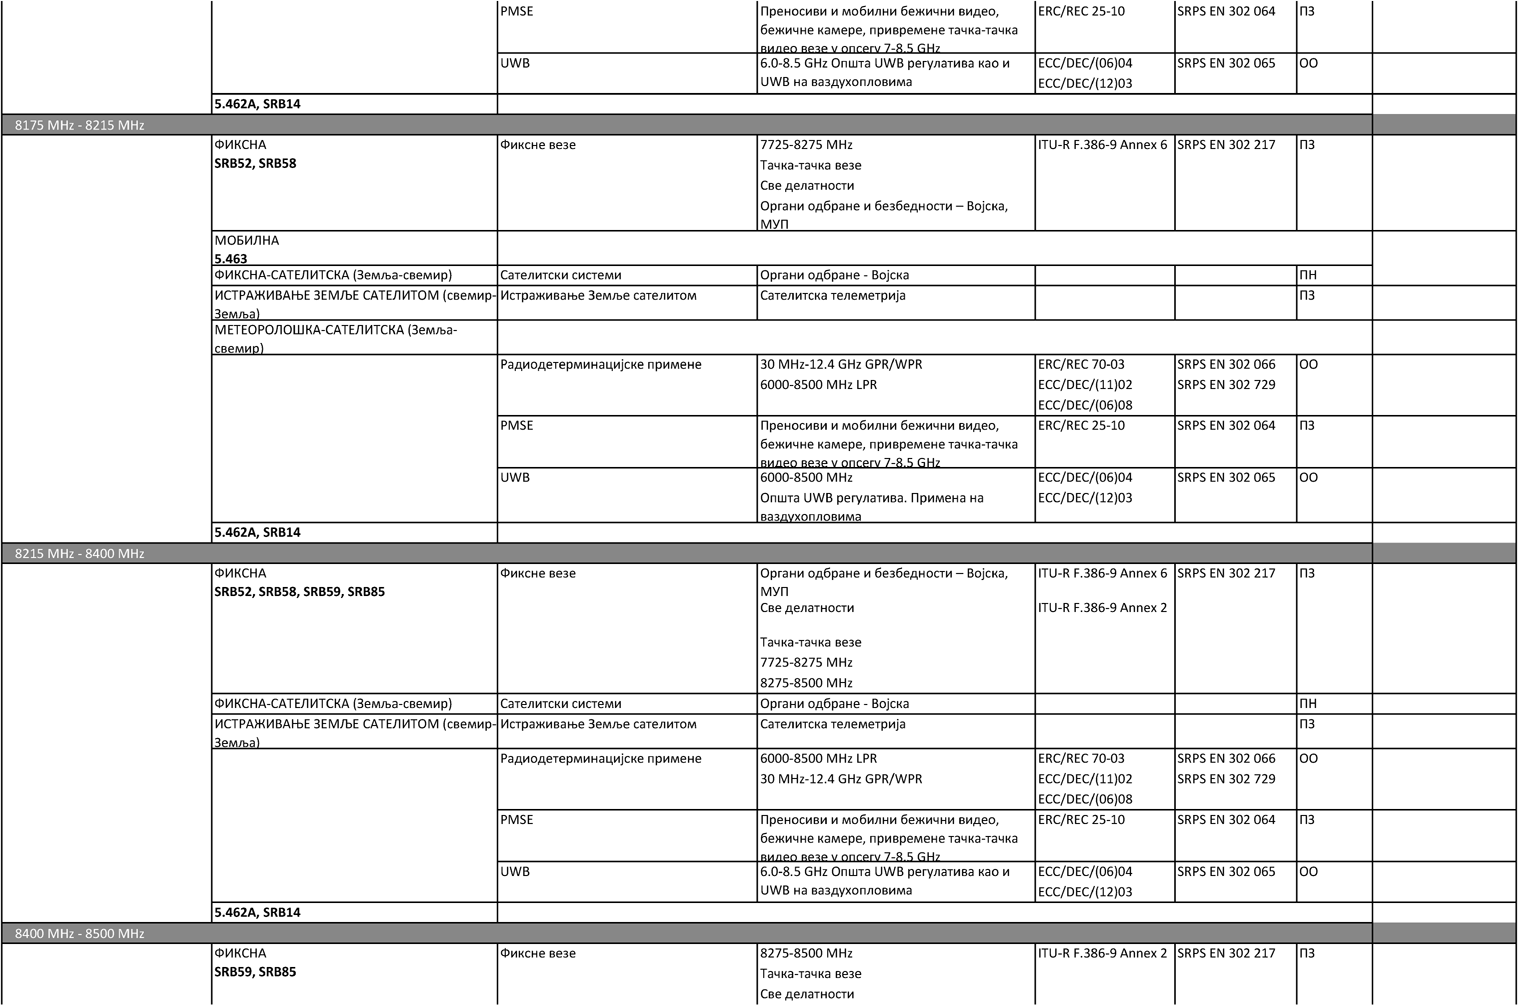 PMSE
Преносиви и мобилни бежични видео,
бежичне камере, привремене тачка-тачка
видео везе у опсегу 7-8.5 GHz
ERC/REC 25-10
SRPS EN 302 064
ПЗ
UWB
6.0-8.5 GHz Општа UWB регулатива као и
UWB на ваздухопловима
ECC/DEC/(06)04
ECC/DEC/(12)03
SRPS EN 302 065
ОО
5.462A, SRB14
8175 MHz - 8215 MHz
ФИКСНА
SRB52, SRB58
Фиксне везе
7725-8275 MHz
Тачка-тачка везе
Све делатности
Органи одбране и безбедности – Војска,
МУП
ITU-R F.386-9 Annex 6
SRPS EN 302 217
ПЗ
МОБИЛНА
5.463
ФИКСНА-САТЕЛИТСКА (Земља-свемир)
Сателитски системи
Органи одбране - Војска
ПН
ИСТРАЖИВАЊЕ ЗЕМЉЕ САТЕЛИТОМ (свемир-
Земља)
Истраживање Земље сателитом
Сателитска телеметрија
ПЗ
МЕТЕОРОЛОШКА-САТЕЛИТСКА (Земља-
свемир)
Радиодетерминацијске примене
30 MHz-12.4 GHz GPR/WPR
6000-8500 MHz LPR
ERC/REC 70-03
ECC/DEC/(11)02
ECC/DEC/(06)08
SRPS EN 302 066
SRPS EN 302 729
ОО
PMSE
Преносиви и мобилни бежични видео,
бежичне камере, привремене тачка-тачка
видео везе у опсегу 7-8.5 GHz
ERC/REC 25-10
SRPS EN 302 064
ПЗ
UWB
6000-8500 MHz
Општа UWB регулатива. Примена на
ваздухопловима
ECC/DEC/(06)04
ECC/DEC/(12)03
SRPS EN 302 065
ОО
5.462A, SRB14
8215 MHz - 8400 MHz
ФИКСНА
SRB52, SRB58, SRB59, SRB85
Фиксне везе
Органи одбране и безбедности – Војска,
МУП
Све делатности
Тачка-тачка везе
7725-8275 MHz
8275-8500 MHz
ITU-R F.386-9 Annex 6
ITU-R F.386-9 Annex 2
SRPS EN 302 217
ПЗ
ФИКСНА-САТЕЛИТСКА (Земља-свемир)
Сателитски системи
Органи одбране - Војска
ПН
ИСТРАЖИВАЊЕ ЗЕМЉЕ САТЕЛИТОМ (свемир-
Земља)
Истраживање Земље сателитом
Сателитска телеметрија
ПЗ
Радиодетерминацијске примене
6000-8500 MHz LPR
30 MHz-12.4 GHz GPR/WPR
ERC/REC 70-03
ECC/DEC/(11)02
ECC/DEC/(06)08
SRPS EN 302 066
SRPS EN 302 729
ОО
PMSE
Преносиви и мобилни бежични видео,
бежичне камере, привремене тачка-тачка
видео везе у опсегу 7-8.5 GHz
ERC/REC 25-10
SRPS EN 302 064
ПЗ
UWB
6.0-8.5 GHz Општа UWB регулатива као и
UWB на ваздухопловима
ECC/DEC/(06)04
ECC/DEC/(12)03
SRPS EN 302 065
ОО
5.462A, SRB14
8400 MHz - 8500 MHz
ФИКСНА
SRB59, SRB85
Фиксне везе
8275-8500 MHz
Тачка-тачка везе
Све делатности
ITU-R F.386-9 Annex 2
SRPS EN 302 217
ПЗ